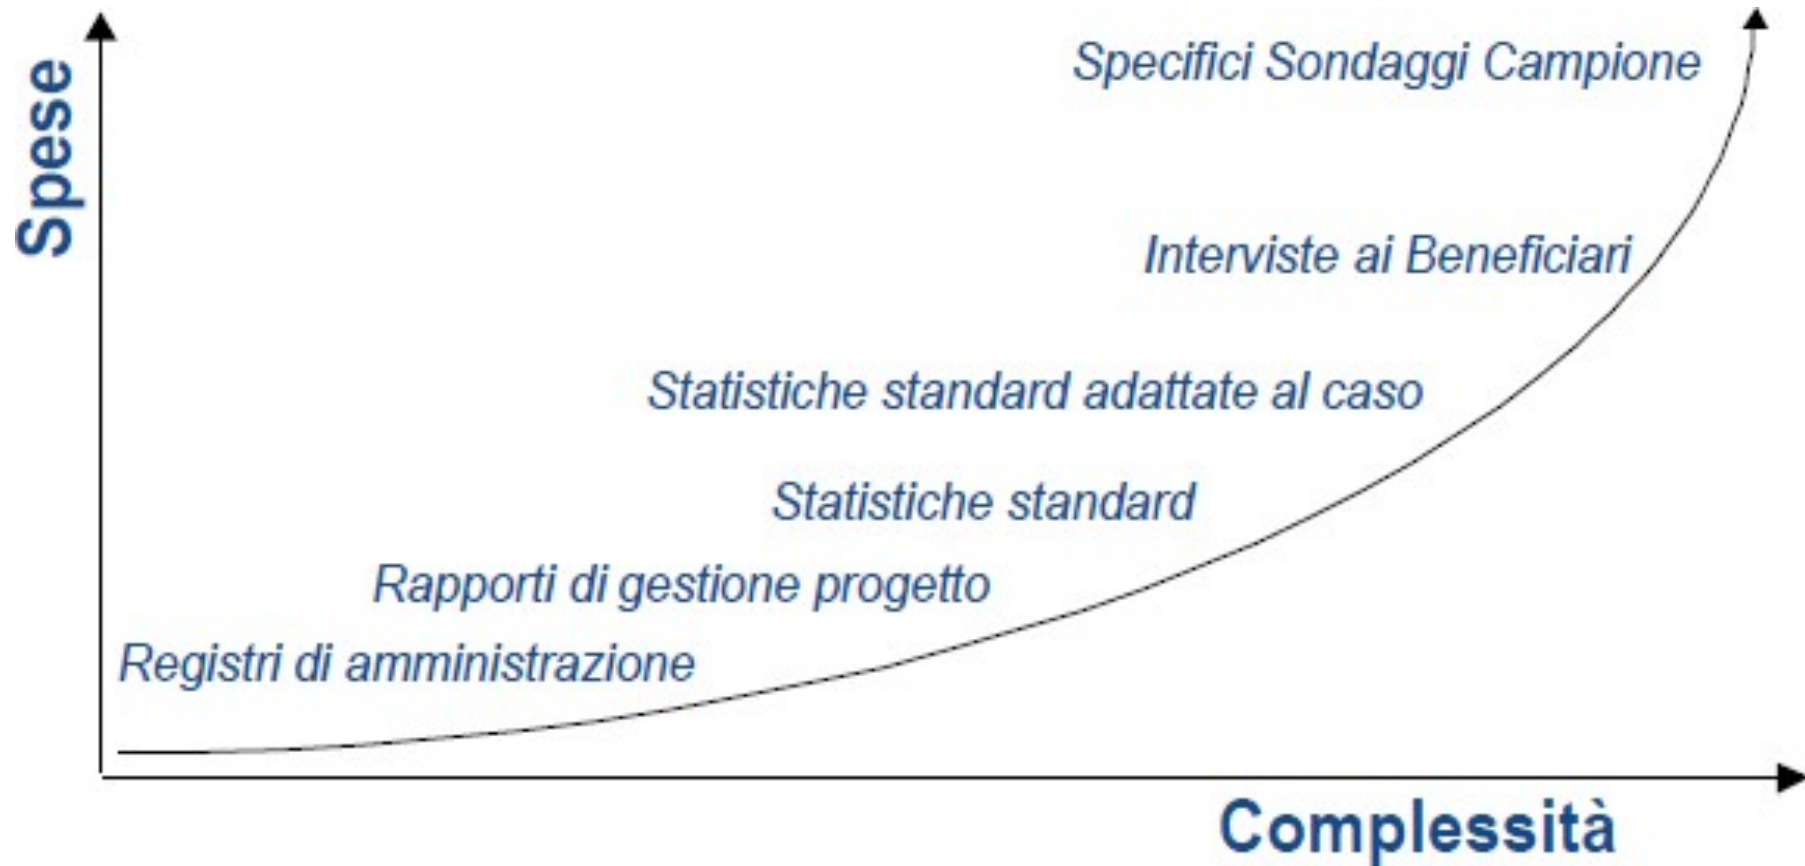 Spese
Specifici Sondaggi Campione
Interviste ai Beneficiari
Statistiche standard adattate al caso
Statistiche standard
Rapporti di gestione progetto
Registri di amministrazione
Complessità